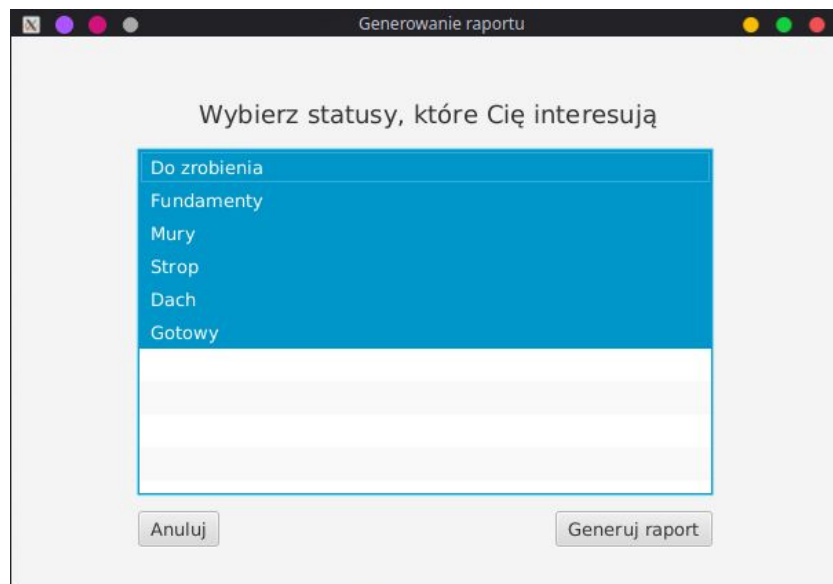 Generowanie raportu
Wybierz statusy, które Cię interesują
Do zrobienia
Fundamenty
Mury
Strop
Dach
Gotowy
Anuluj
Generuj raport